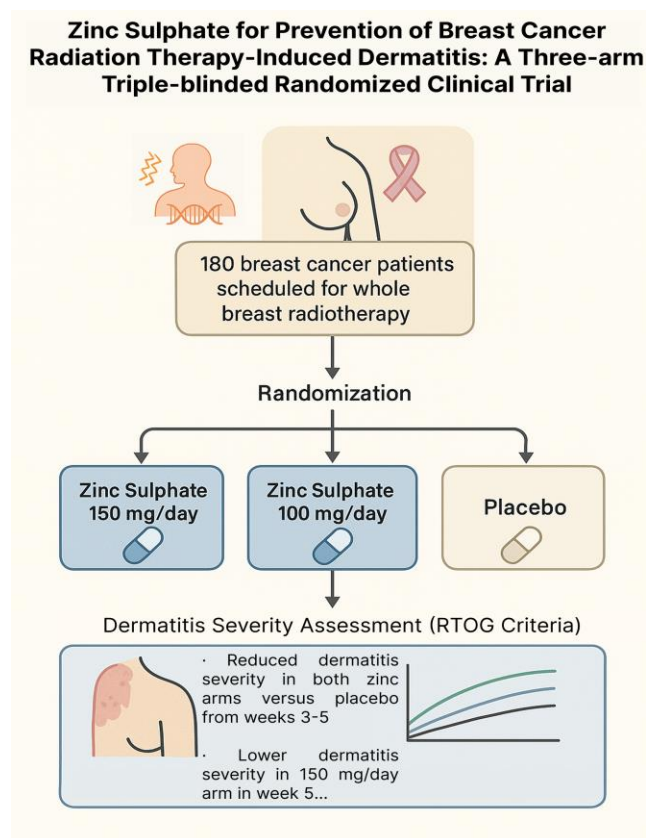 Zinc Sulphate for Prevention of Breast Cancer
Radiation Therapy-Induced Dermatitis: A Three-arm
Triple-blinded Randomized Clinical Trial
180 breast cancer patients
scheduled for whole
breast radiotherapy
Randomization
Zinc Sulphate
150 mg/day
Zinc Sulphate
100 mg/day
Placebo
Dermatitis Severity Assessment (RTOG Criteria)
· Reduced dermatitis
severity in both zinc
arms versus placebo
from weeks 3-5
· Lower dermatitis
severity in 150 mg/day
arm in week 5...